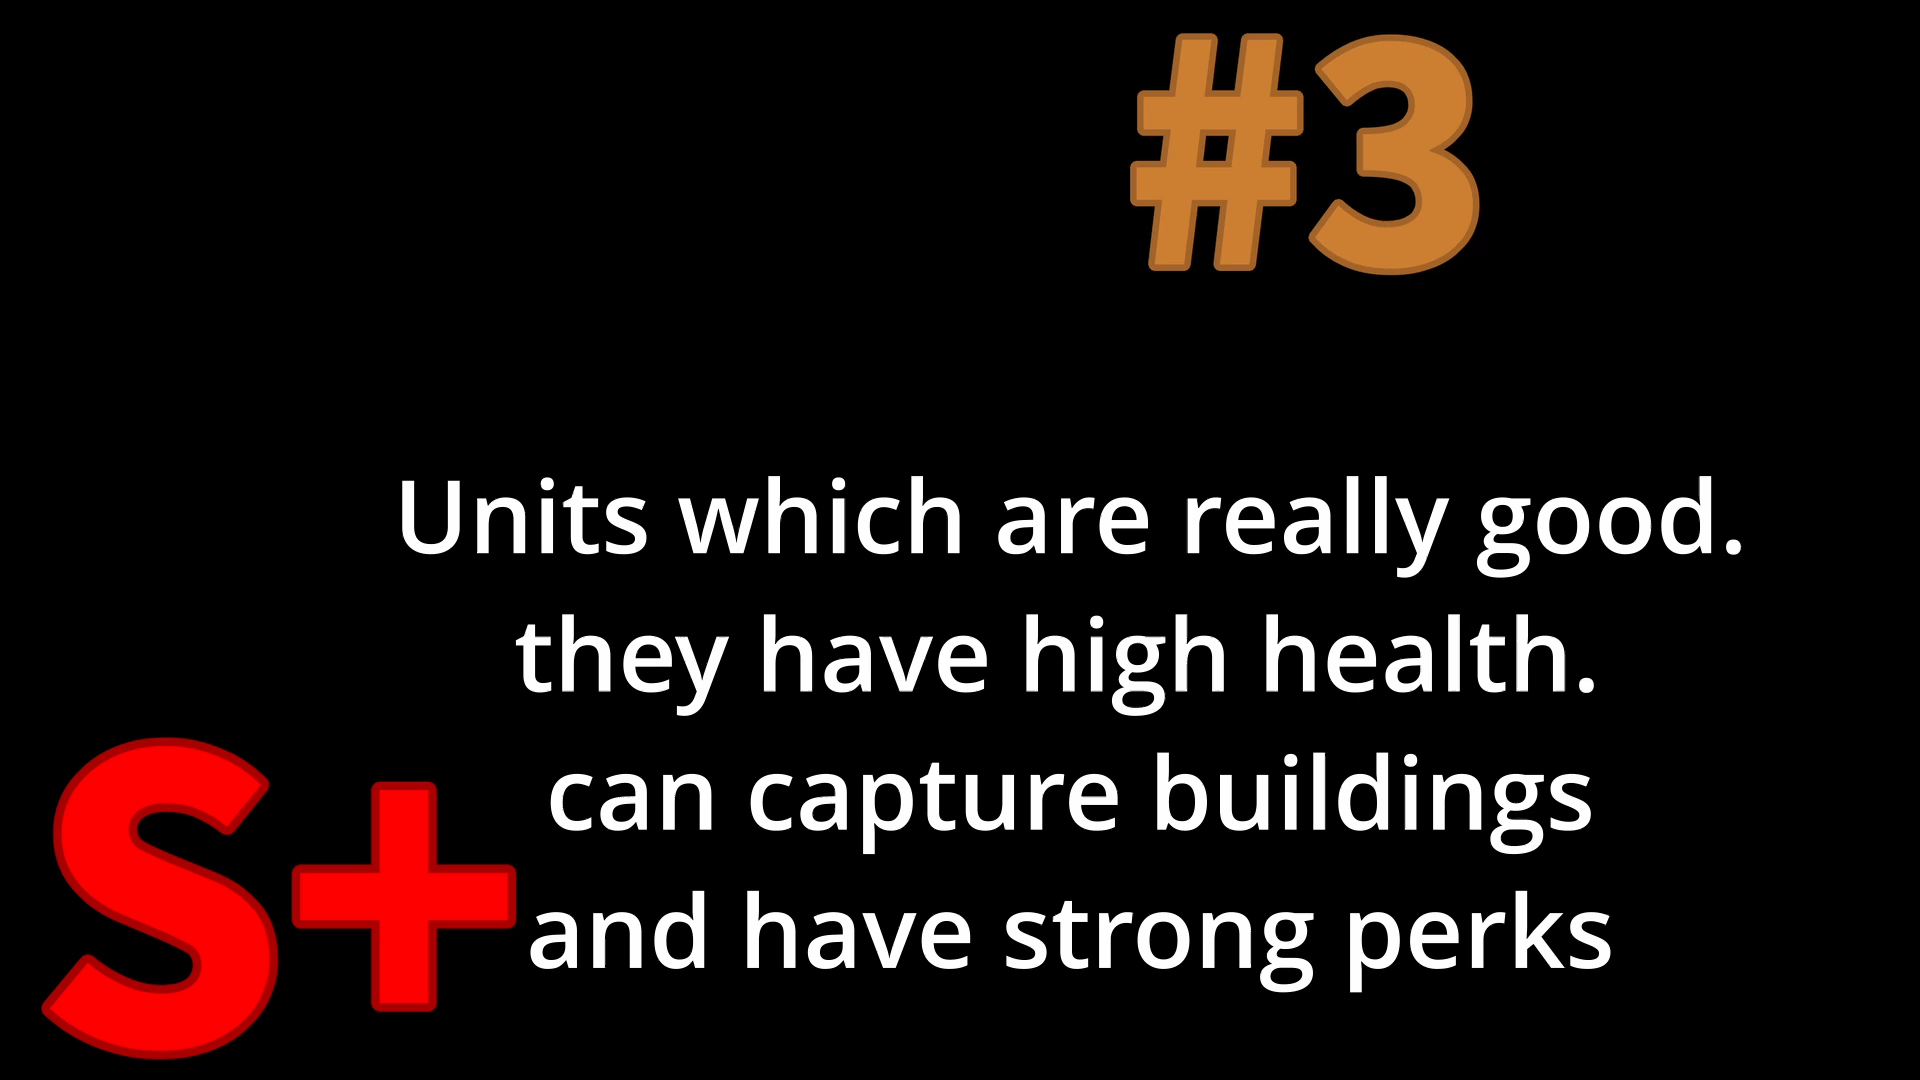 #3
Units which are really good.
they have high health.
can capture buildings
and have strong perks
S+